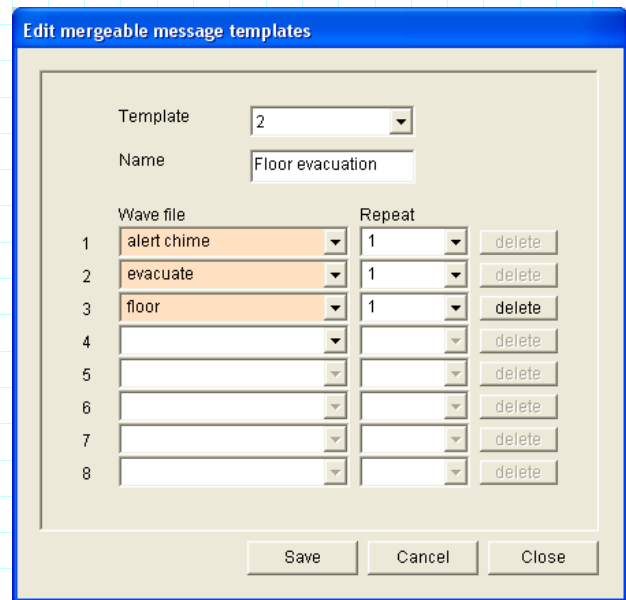 Edit mergeable message templates
Template 2
Name Floor evacuation
Wave file Repeat
1 alert chime 1 delete
2 evacuate 1 delete
3 floor 1 delete
4 delete
5 delete
6 delete
7 delete
8 delete
Save Cancel Close